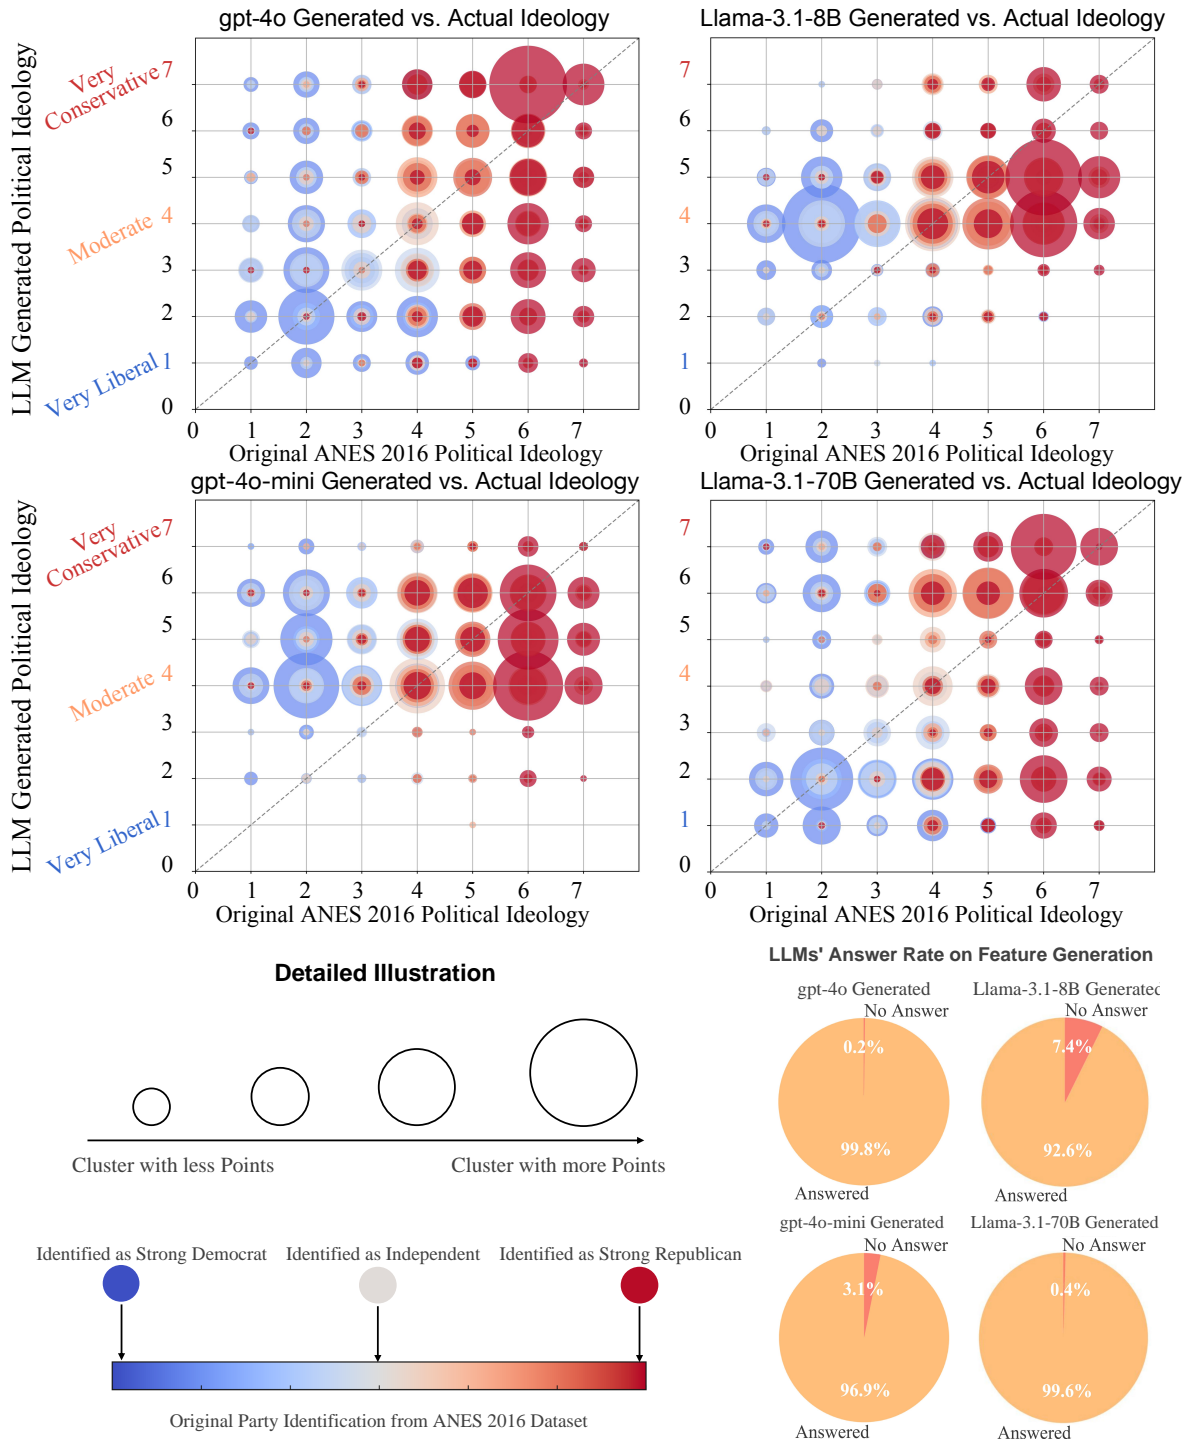 gpt-4o Generated vs. Actual Ideology
LLM Generated Political Ideology
Very
Conservative
Moderate
Very Liberal
7
6
5
4
3
2
1
0
0 1 2 3 4 5 6 7
Original ANES 2016 Political Ideology
Llama-3.1-8B Generated vs. Actual Ideology
7
6
5
4
3
2
1
0
0 1 2 3 4 5 6 7
Original ANES 2016 Political Ideology
gpt-4o-mini Generated vs. Actual Ideology
LLM Generated Political Ideology
Very
Conservative
Moderate
Very Liberal
7
6
5
4
3
2
1
0
0 1 2 3 4 5 6 7
Original ANES 2016 Political Ideology
Llama-3.1-70B Generated vs. Actual Ideology
7
6
5
4
3
2
1
0
0 1 2 3 4 5 6 7
Original ANES 2016 Political Ideology
Detailed Illustration
Cluster with less Points
Cluster with more Points
Identified as Strong Democrat
Identified as Independent
Identified as Strong Republican
Original Party Identification from ANES 2016 Dataset
LLMs' Answer Rate on Feature Generation
gpt-4o Generated
No Answer
0.2%
99.8%
Answered
Llama-3.1-8B Generated
No Answer
7.4%
92.6%
Answered
gpt-4o-mini Generated
No Answer
3.1%
96.9%
Answered
Llama-3.1-70B Generated
No Answer
0.4%
99.6%
Answered